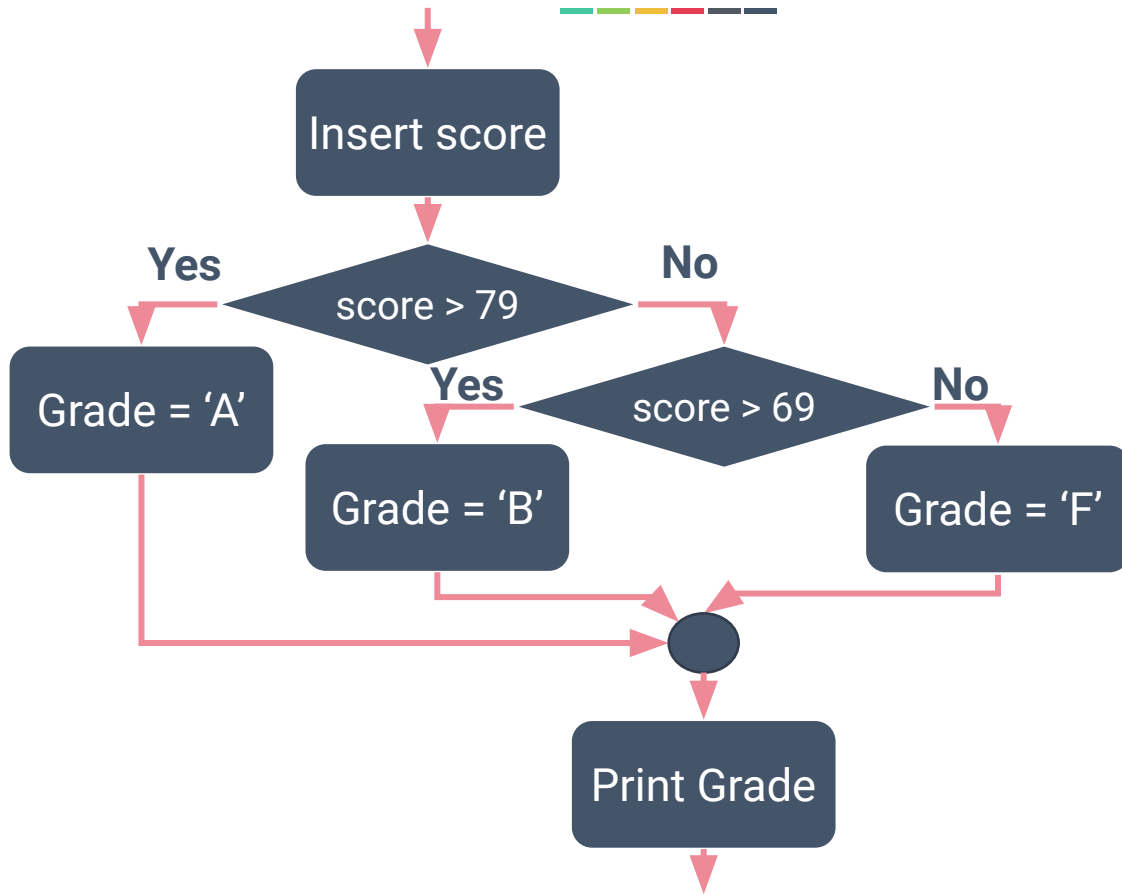 Insert score
Yes
No
score > 79
Grade = ‘A’
Yes
No
score > 69
Grade = ‘B’
Grade = ‘F’
Print Grade